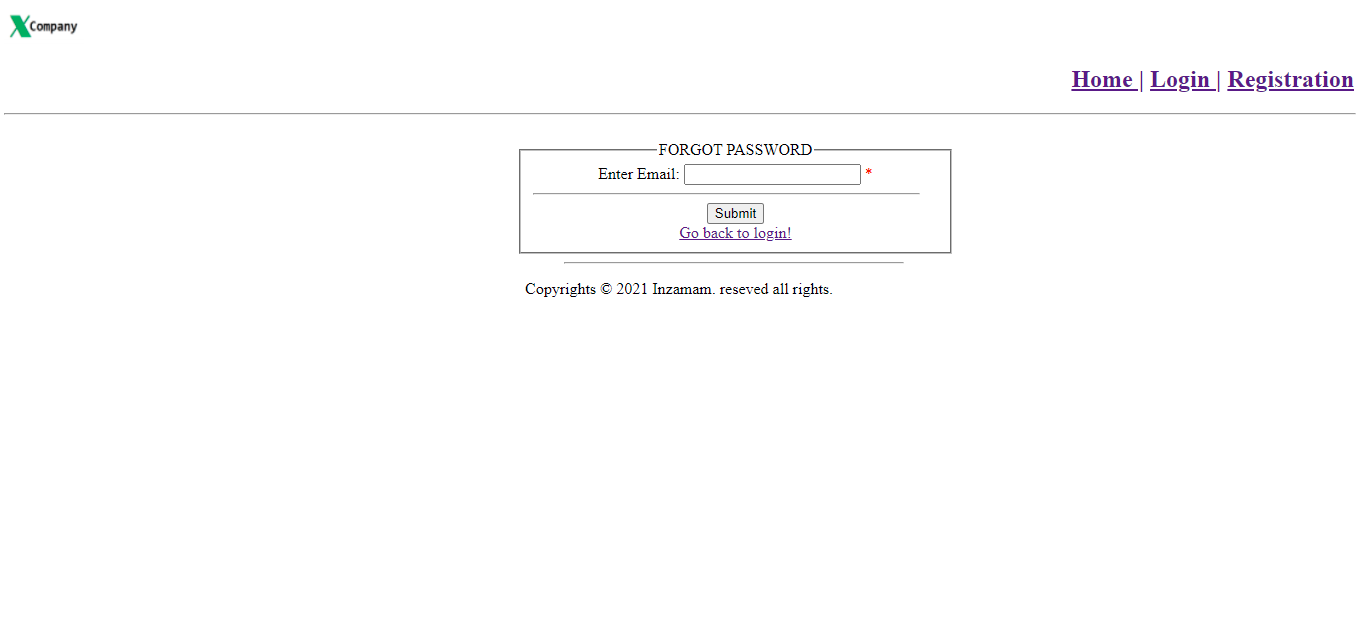 XCompany
Home | Login | Registration
FORGOT PASSWORD
Enter Email: *
Submit
Go back to login!
Copyrights © 2021 Inzamam. reseved all rights.